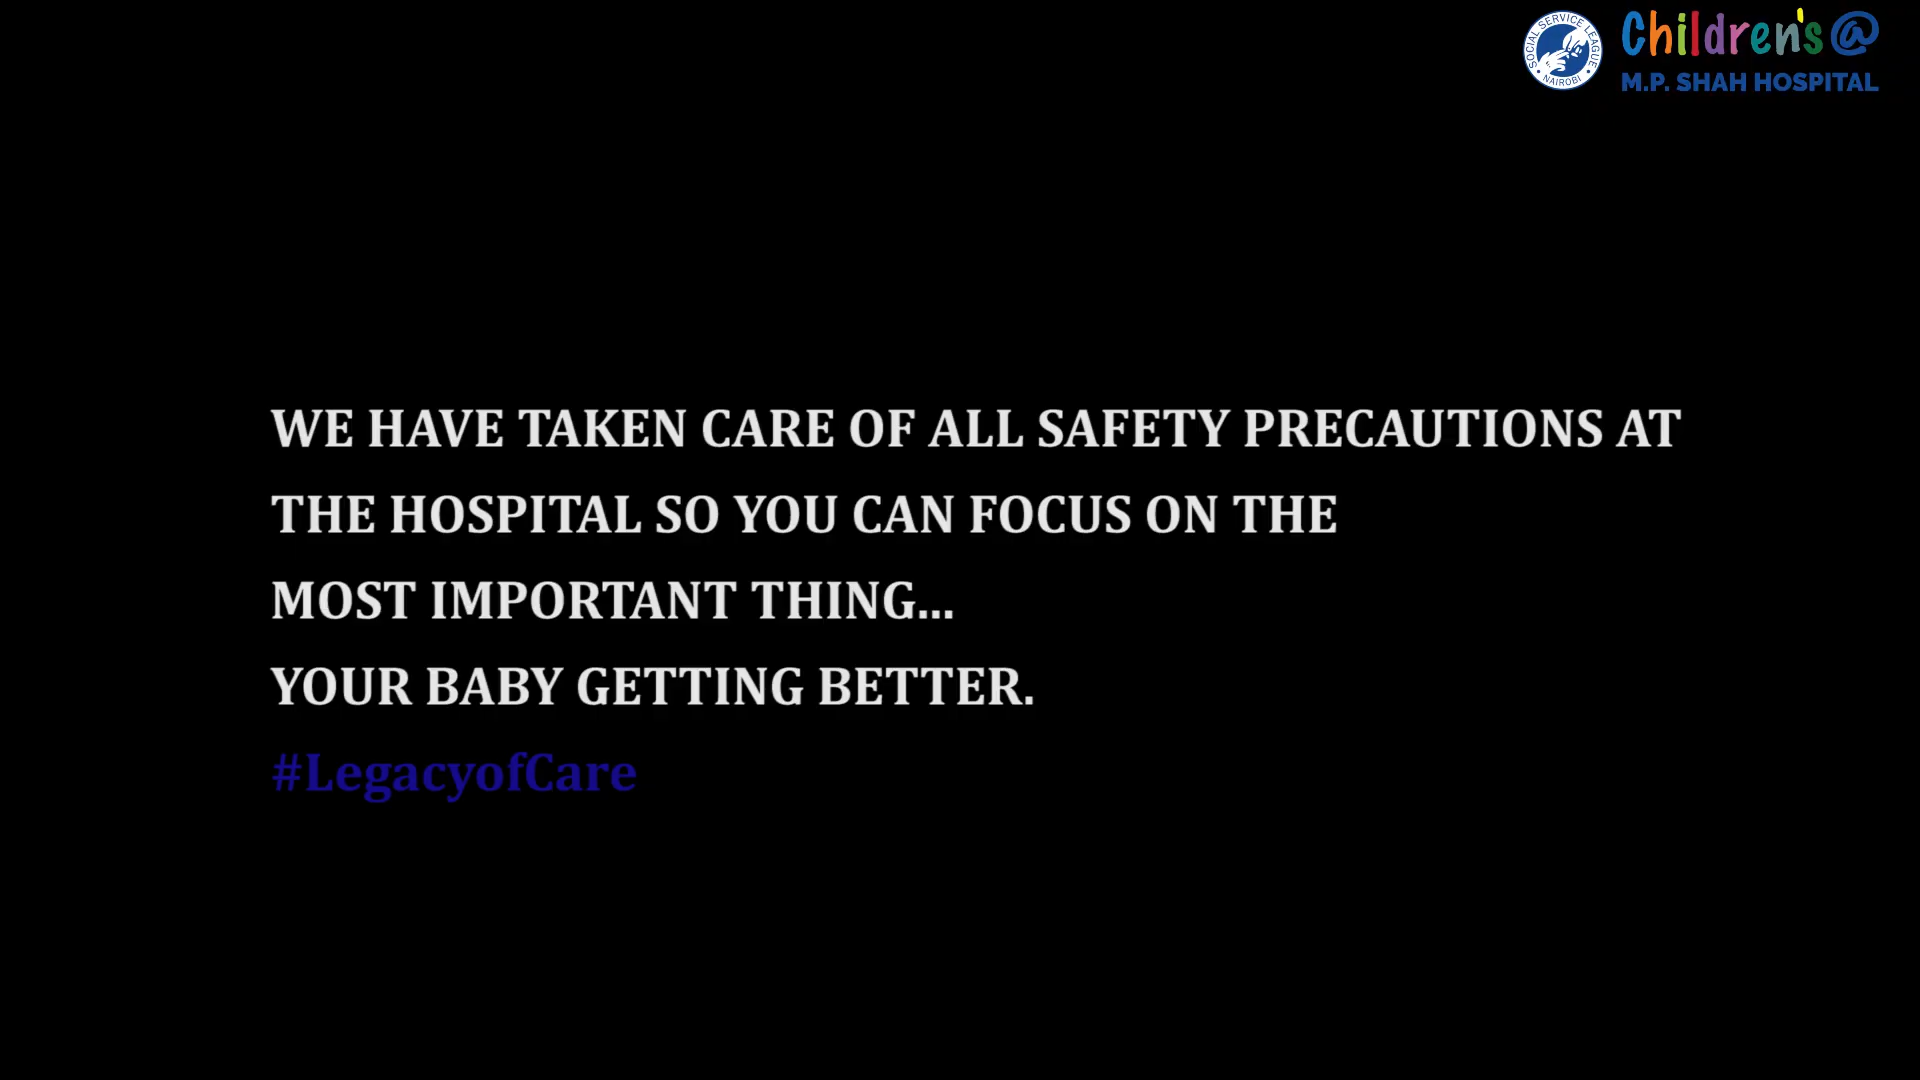 SOCIAL SERVICE LEAGUE
NAIROBI
Children's@
M.P. SHAH HOSPITAL
WE HAVE TAKEN CARE OF ALL SAFETY PRECAUTIONS AT
THE HOSPITAL SO YOU CAN FOCUS ON THE
MOST IMPORTANT THING...
YOUR BABY GETTING BETTER.
#LegacyofCare